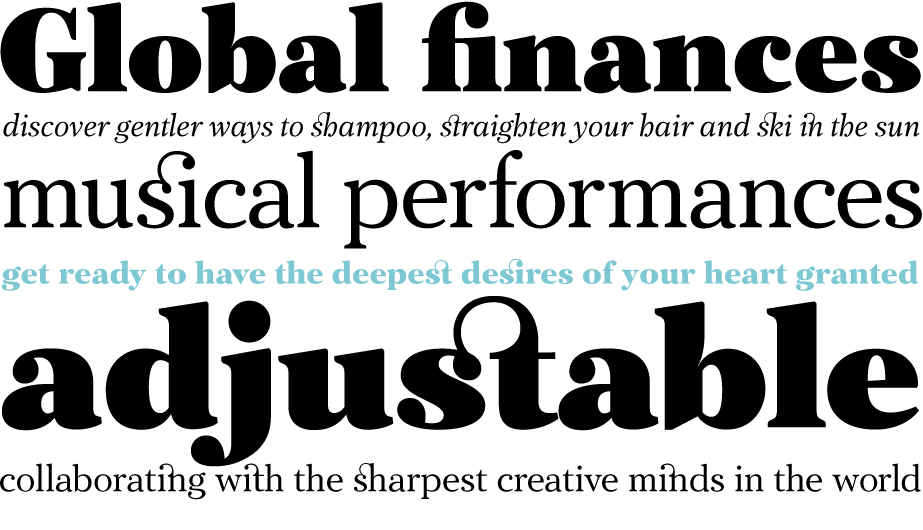 Global finances
discover gentler ways to shampoo, straighten your hair and ski in the sun
musical performances
get ready to have the deepest desires of your heart granted
adjustable
collaborating with the sharpest creative minds in the world